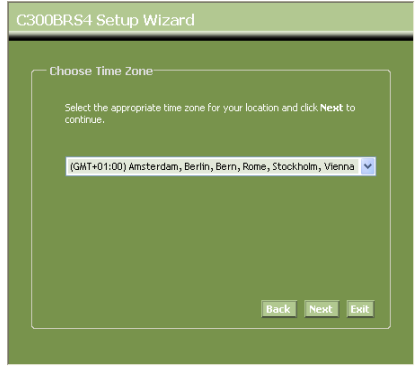 C300BRS4 Setup Wizard
Choose Time Zone
Select the appropriate time zone for your location and click Next to
continue.
(GMT+01:00) Amsterdam, Berlin, Bern, Rome, Stockholm, Vienna
Back Next Exit